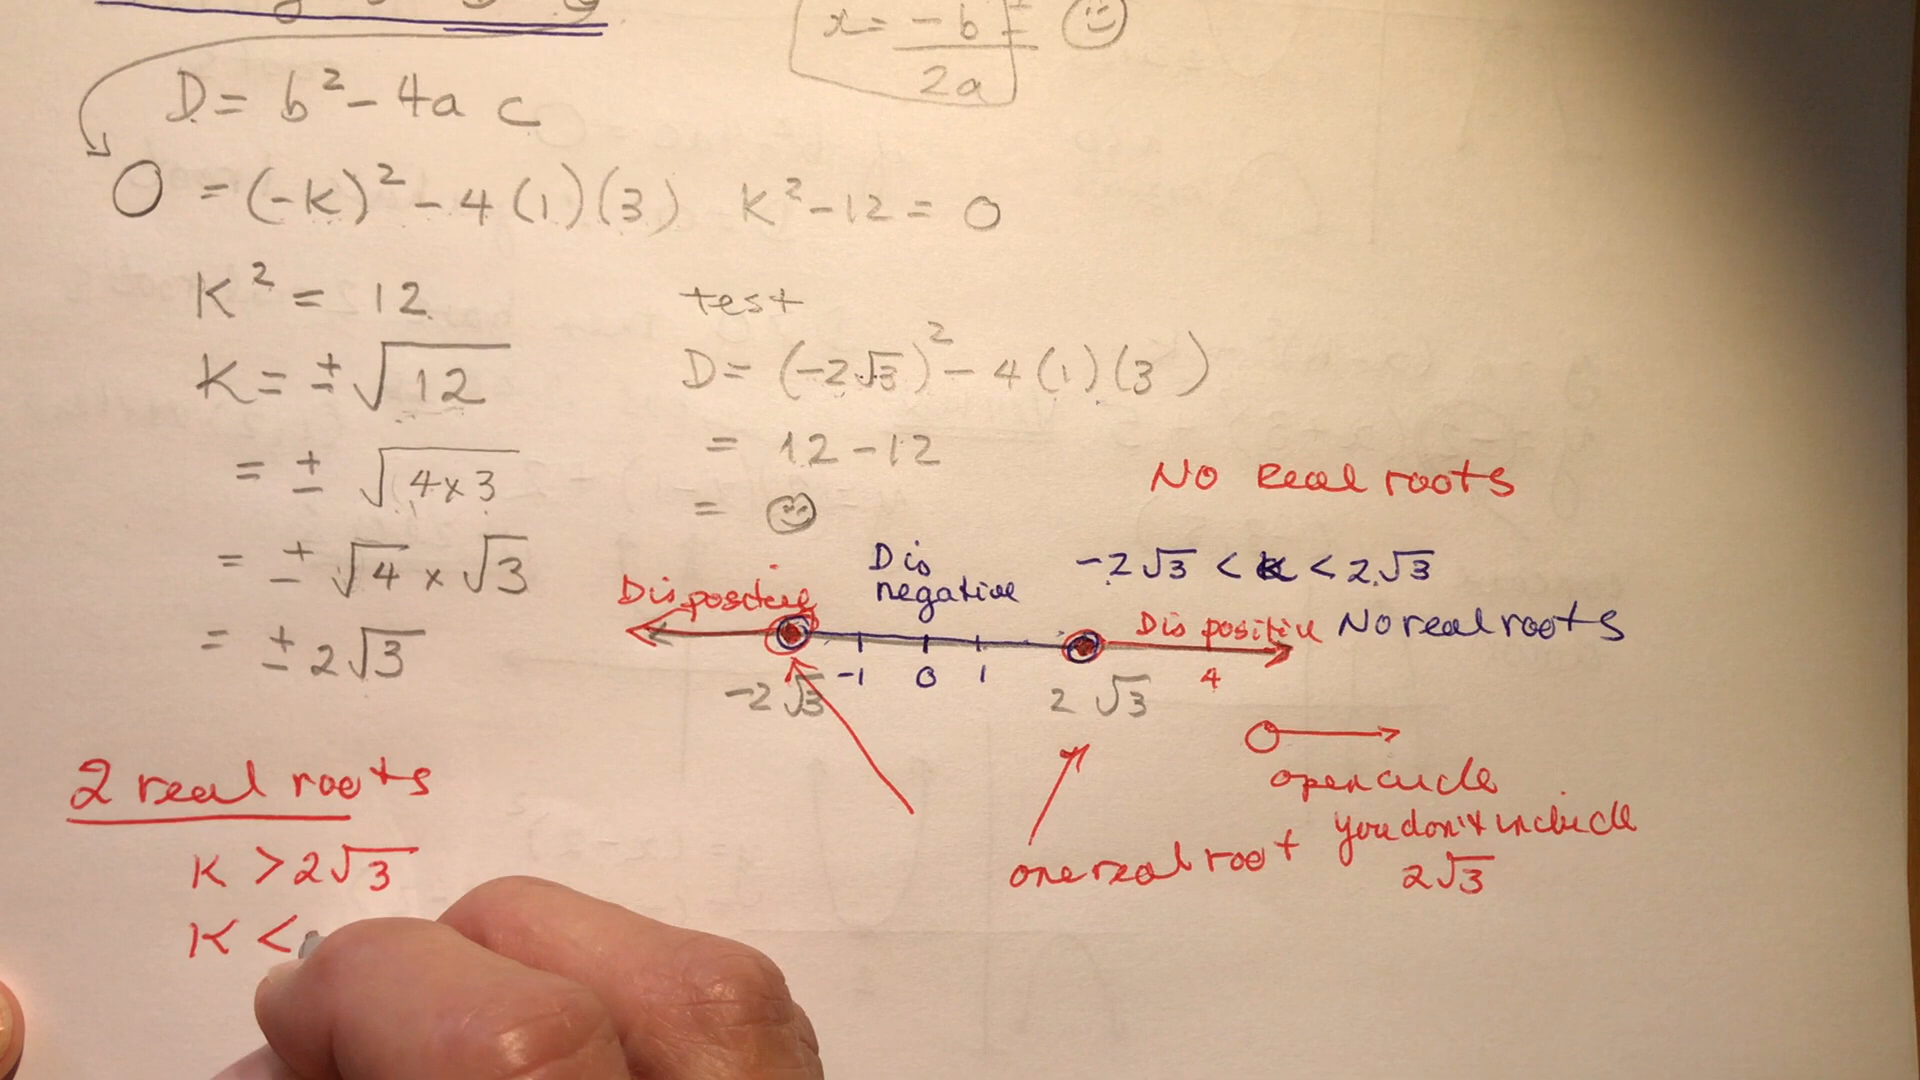 x = -b ±
2a
D = b² - 4a c
0 = (-k)² - 4(1)(3) k² - 12 = 0
k² = 12
k = ± √12
= ± √4x3
= ± √4 x √3
= ± 2√3
test
D = (-2√3)² - 4(1)(3)
= 12 - 12
=
No real roots
D is negative
-2√3 < k < 2√3
D is positive
D is positive
No real roots
-1 0 1 4
-2√3 2√3
open circle
you don't include
2√3
one real root
2 real roots
k > 2√3
k <